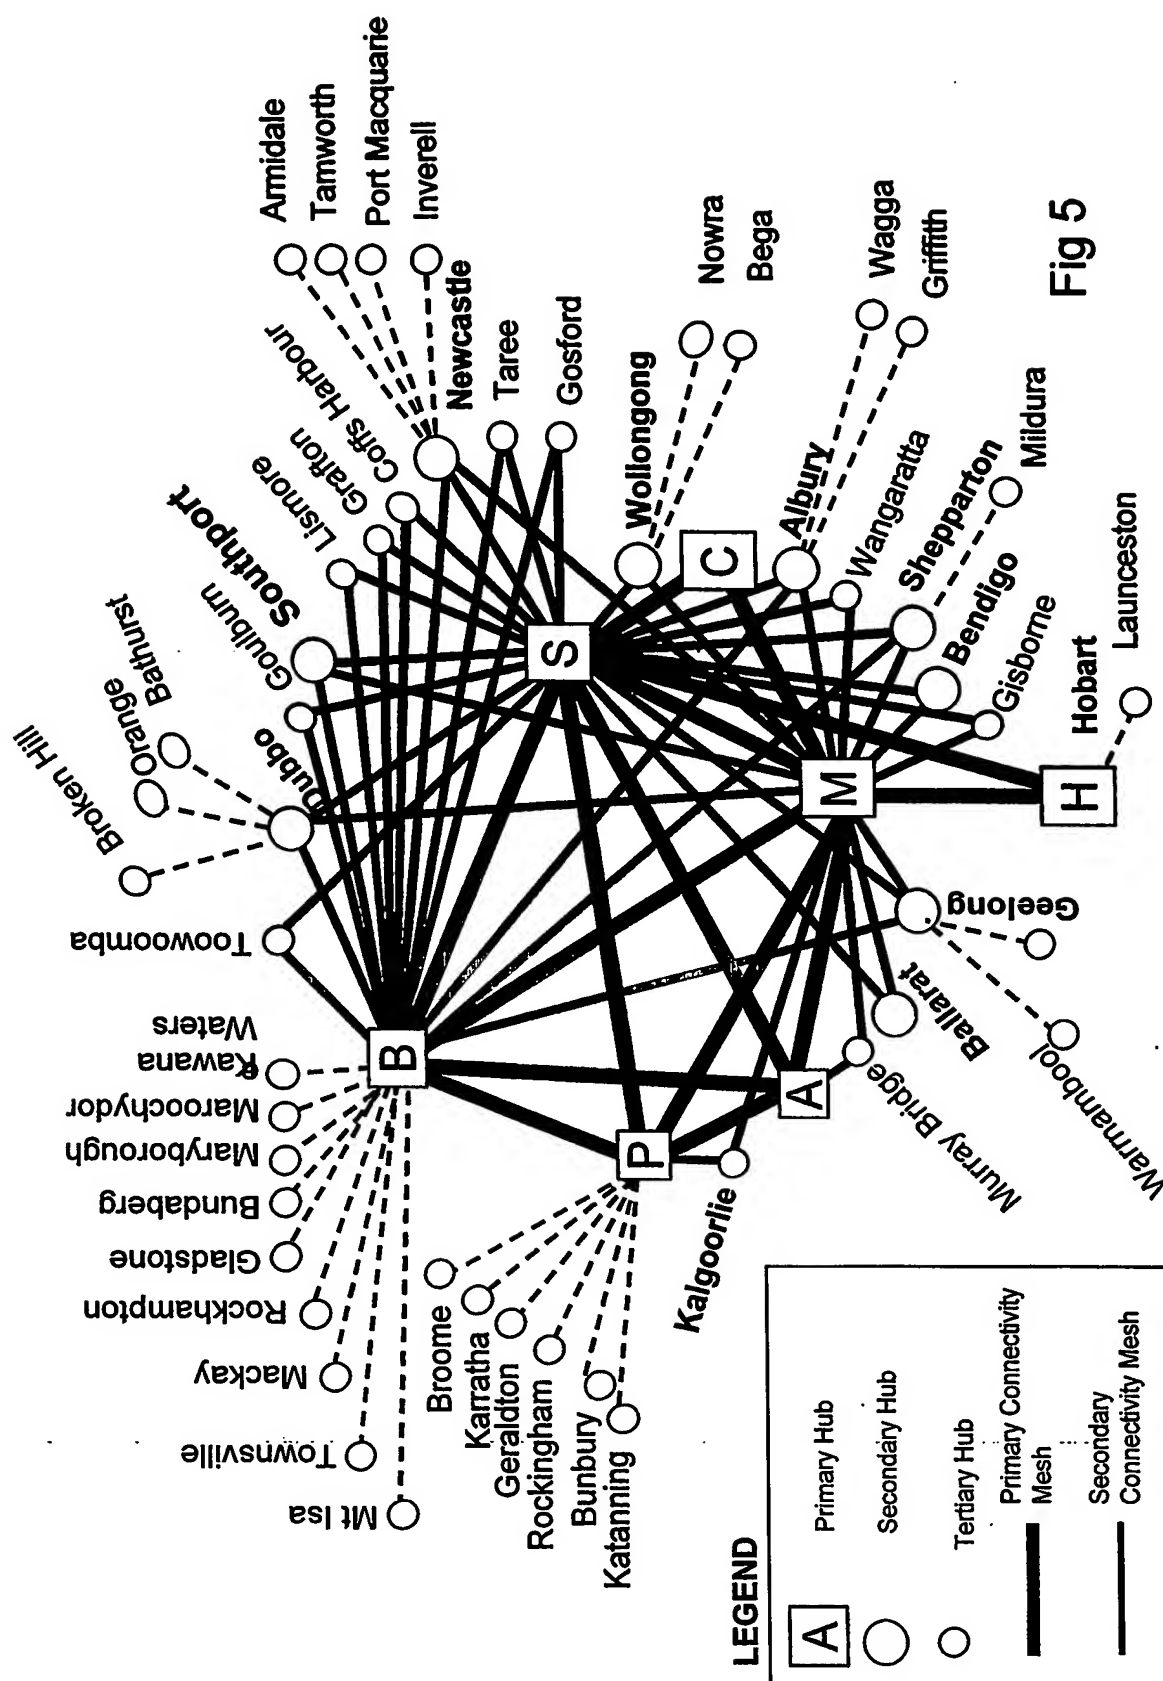 Armidale
Tamworth
Port Macquarie
Inverell
Newcastle
Coffs Harbour
Grafton
Lismore
Southport
Goulburn
Dubbo
Bathurst
Orange
Broken Hill
Toowoomba
Kawana
Waters
Maroochydor
Maryborough
Bundaberg
Gladstone
Rockhampton
Mackay
Townsville
Mt Isa
Taree
Gosford
Nowra
Bega
Wollongong
Wagga
Griffith
Albury
Wangaratta
Shepparton
Mildura
Bendigo
Gisborne
Hobart
Launceston
Geelong
Warrnambool
Ballarat
Murray Bridge
Kalgoorlie
Broome
Karratha
Geraldton
Rockingham
Bunbury
Katanning
B
S
C
M
H
A
P
LEGEND
A
Primary Hub
Secondary Hub
Tertiary Hub
Primary Connectivity
Mesh
Secondary
Connectivity Mesh
Fig 5